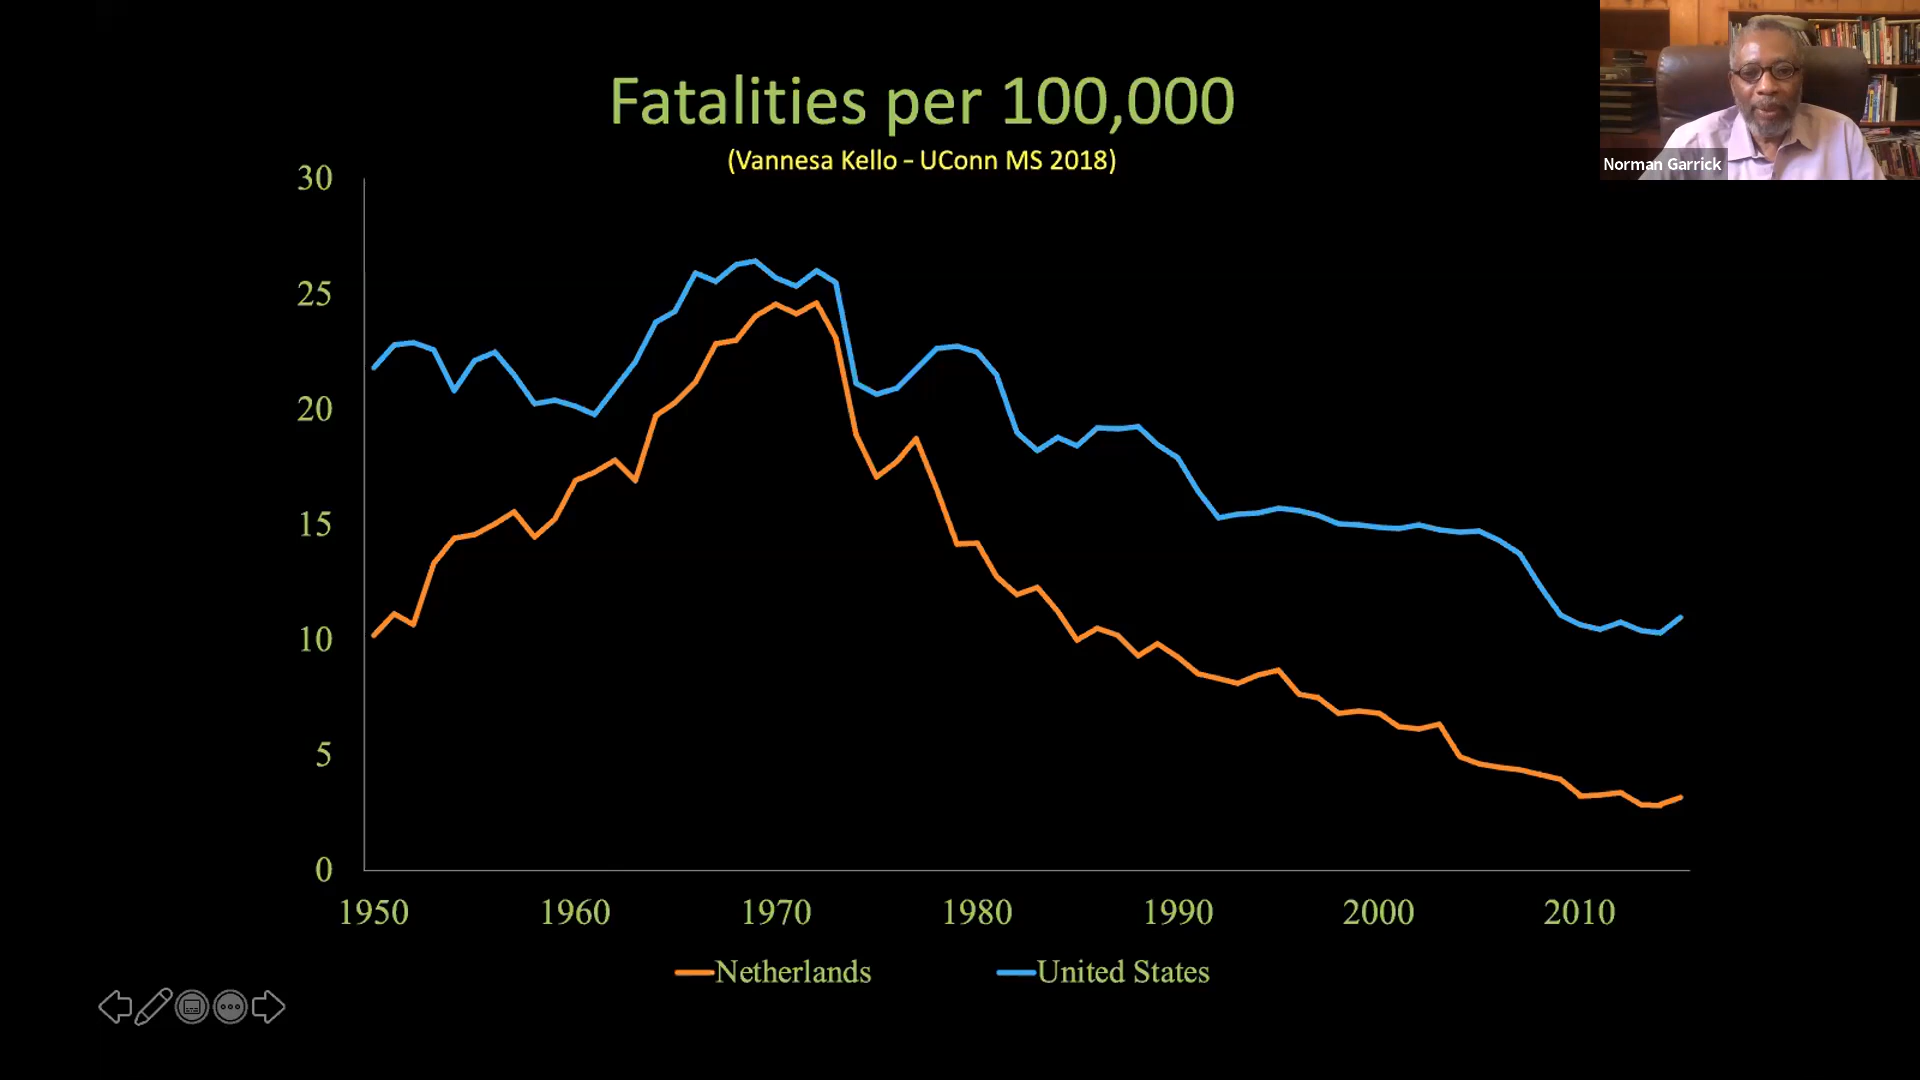 Fatalities per 100,000
(Vannesa Kello - UConn MS 2018)
Norman Garrick
30
25
20
15
10
5
0
1950 1960 1970 1980 1990 2000 2010
Netherlands United States